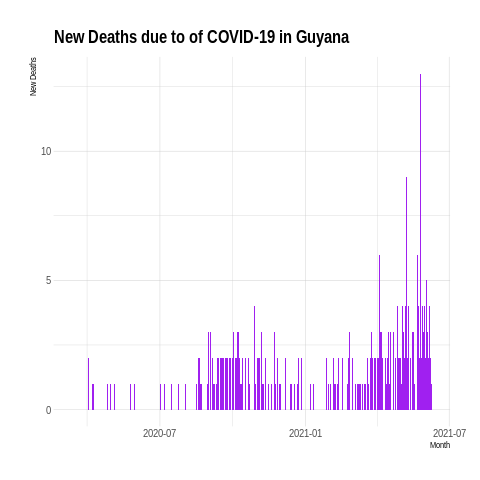 New Deaths due to of COVID-19 in Guyana
New Deaths
10
5
0
2020-07
2021-01
2021-07
Month